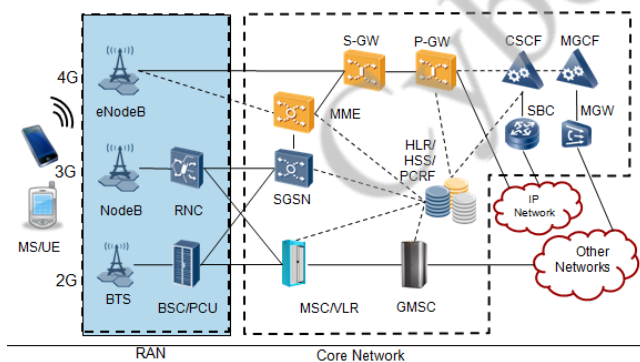 S-GW
P-GW
CSCF
MGCF
4G
eNodeB
MME
SBC
MGW
HLR/
HSS/
PCRF
3G
NodeB
RNC
SGSN
IP
Network
MS/UE
Other
Networks
2G
BTS
BSC/PCU
MSC/VLR
GMSC
RAN
Core Network